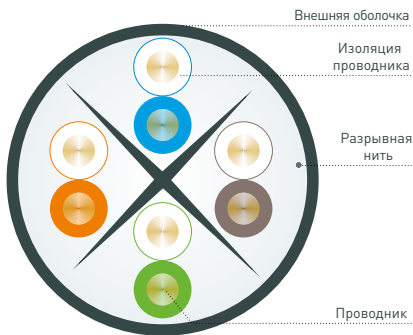 Внешняя оболочка
Изоляция
проводника
Разрывная
нить
Проводник